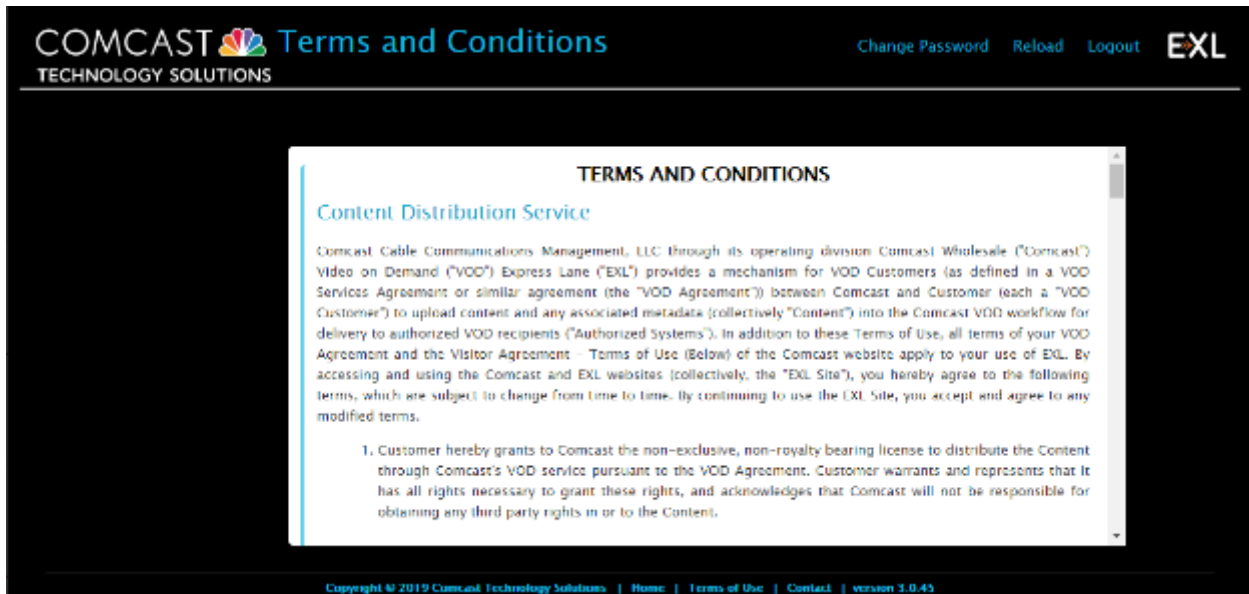 COMCAST Terms and Conditions Change Password Reload Logout EXL
TECHNOLOGY SOLUTIONS
TERMS AND CONDITIONS
Content Distribution Service
Comcast Cable Communications Management, LLC through its operating division Comcast Wholesale ("Comcast")
Video on Demand ("VOD") Express Lane ("EXL") provides a mechanism for VOD Customers (as defined in a VOD
Services Agreement or similar agreement (the "VOD Agreement")) between Comcast and Customer (each a "VOD
Customer") to upload content and any associated metadata (collectively "Content") into the Comcast VOD workflow for
delivery to authorized VOD recipients ("Authorized Systems"). In addition to these Terms of Use, all terms of your VOD
Agreement and the Visitor Agreement – Terms of Use (Below) of the Comcast website apply to your use of EXL. By
accessing and using the Comcast and EXL websites (collectively, the "EXL Site"), you hereby agree to the following
terms, which are subject to change from time to time. By continuing to use the EXL Site, you accept and agree to any
modified terms.
1. Customer hereby grants to Comcast the non-exclusive, non-royalty bearing license to distribute the Content
through Comcast's VOD service pursuant to the VOD Agreement. Customer warrants and represents that it
has all rights necessary to grant these rights, and acknowledges that Comcast will not be responsible for
obtaining any third party rights in or to the Content.
Copyright © 2019 Comcast Technology Solutions | Home | Terms of Use | Contact | version 3.0.45